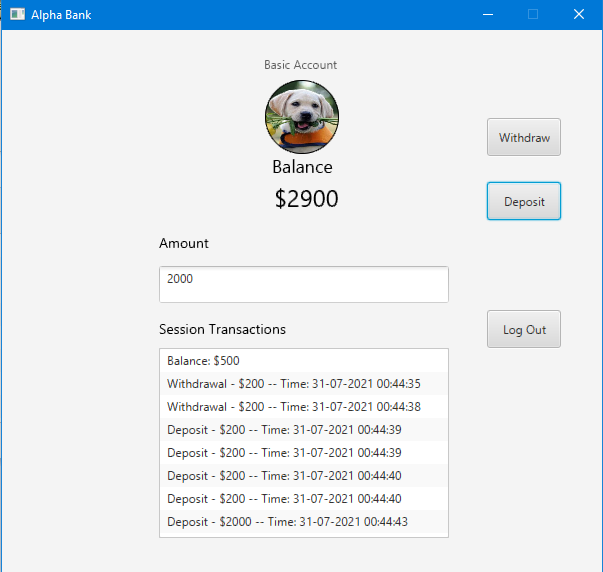 Alpha Bank
Basic Account
Balance
$2900
Withdraw
Deposit
Amount
2000
Log Out
Session Transactions
Balance: $500
Withdrawal - $200 -- Time: 31-07-2021 00:44:35
Withdrawal - $200 -- Time: 31-07-2021 00:44:38
Deposit - $200 -- Time: 31-07-2021 00:44:39
Deposit - $200 -- Time: 31-07-2021 00:44:39
Deposit - $200 -- Time: 31-07-2021 00:44:40
Deposit - $200 -- Time: 31-07-2021 00:44:40
Deposit - $2000 -- Time: 31-07-2021 00:44:43